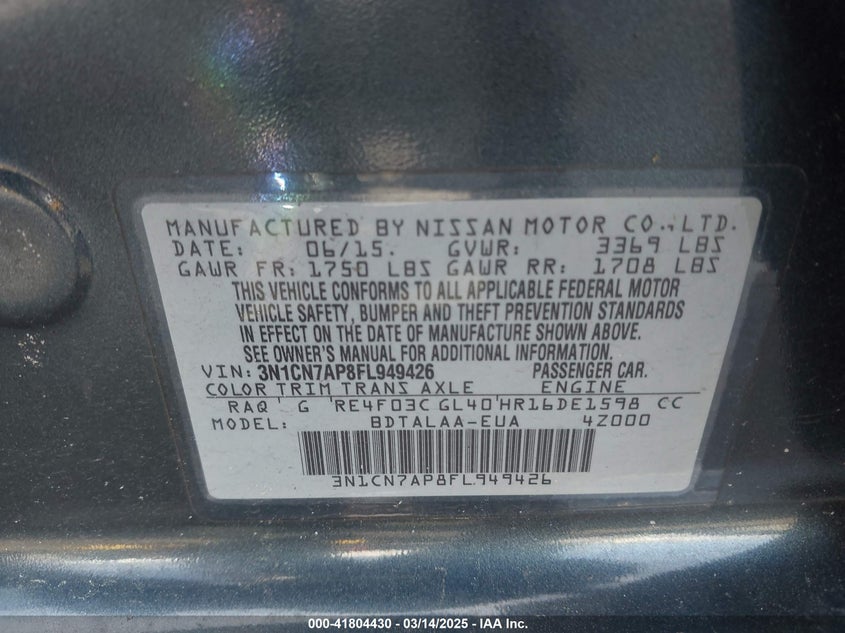 MANUFACTURED BY NISSAN MOTOR CO.,LTD.
DATE: 06/15. GVWR: 3369 LBS
GAWR FR: 1750 LBS GAWR RR: 1708 LBS
THIS VEHICLE CONFORMS TO ALL APPLICABLE FEDERAL MOTOR
VEHICLE SAFETY, BUMPER AND THEFT PREVENTION STANDARDS
IN EFFECT ON THE DATE OF MANUFACTURE SHOWN ABOVE.
SEE OWNER'S MANUAL FOR ADDITIONAL INFORMATION.
VIN: 3N1CN7AP8FL949426 PASSENGER CAR.
COLOR TRIM TRANS AXLE ENGINE
RAQ ' G 'RE4F03C GL40'HR16DE1598 CC
MODEL: BDTALAA-EUA 4Z000
3N1CN7AP8FL949426
000-41804430 - 03/14/2025 - IAA Inc.